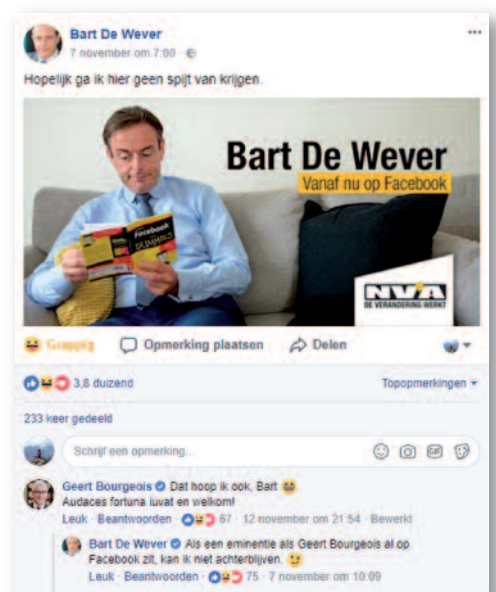 Bart De Wever
7 november om 7:00
Hopelijk ga ik hier geen spijt van krijgen.
Facebook
DUMMIES
Bart De Wever
Vanaf nu op Facebook
N-VA
DE VERANDERING WERKT
Grappig Opmerking plaatsen Delen
3,8 duizend Topopmerkingen
233 keer gedeeld
Schrijf een opmerking... GIF
Geert Bourgeois Dat hoop ik ook, Bart
Audaces fortuna iuvat en welkom!
Leuk · Beantwoorden · 67 · 12 november om 21:54 · Bewerkt
Bart De Wever Als een eminentie als Geert Bourgeois al op
Facebook zit, kan ik niet achterblijven.
Leuk · Beantwoorden · 75 · 7 november om 10:09